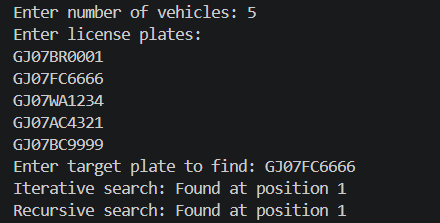 Enter number of vehicles: 5
Enter license plates:
GJ07BR0001
GJ07FC6666
GJ07WA1234
GJ07AC4321
GJ07BC9999
Enter target plate to find: GJ07FC6666
Iterative search: Found at position 1
Recursive search: Found at position 1